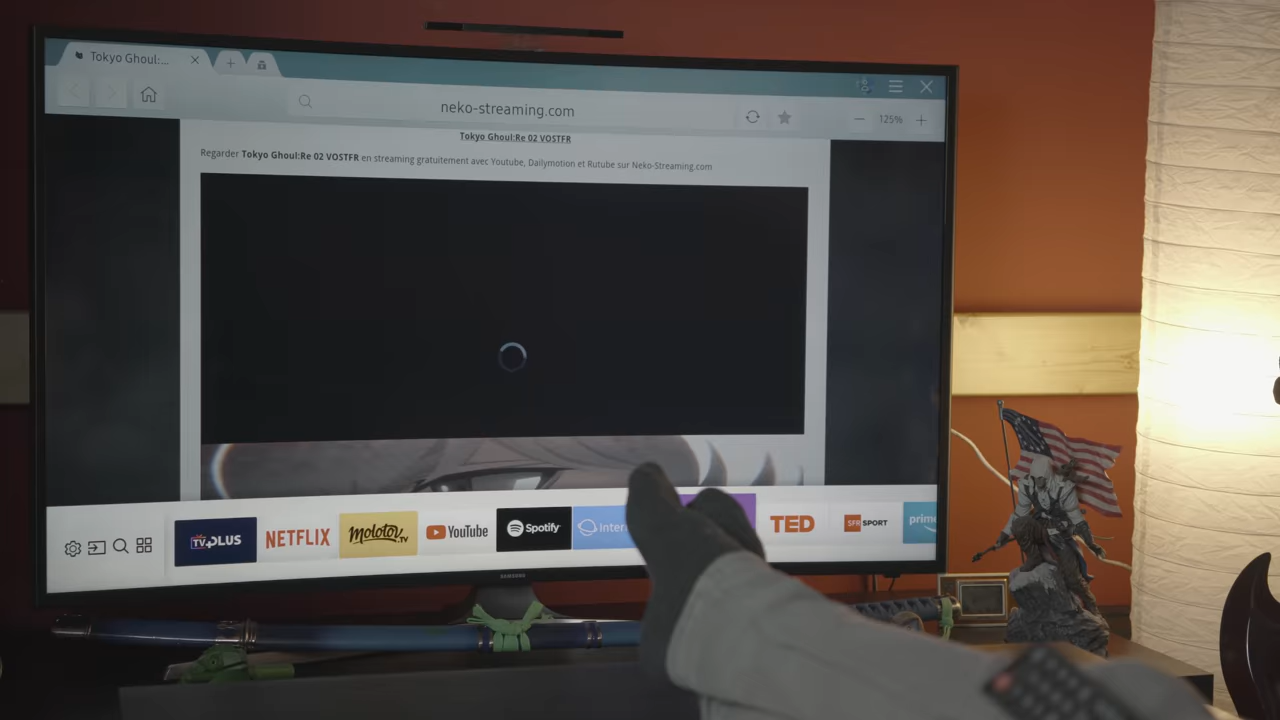 Tokyo Ghoul:...
neko-streaming.com
125%
Tokyo Ghoul:Re 02 VOSTFR
Regarder Tokyo Ghoul:Re 02 VOSTFR en streaming gratuitement avec Youtube, Dailymotion et Rutube sur Neko-Streaming.com
TV PLUS
NETFLIX
Molotov.TV
YouTube
Spotify
Inter
TED
SFR SPORT
prime
SAMSUNG